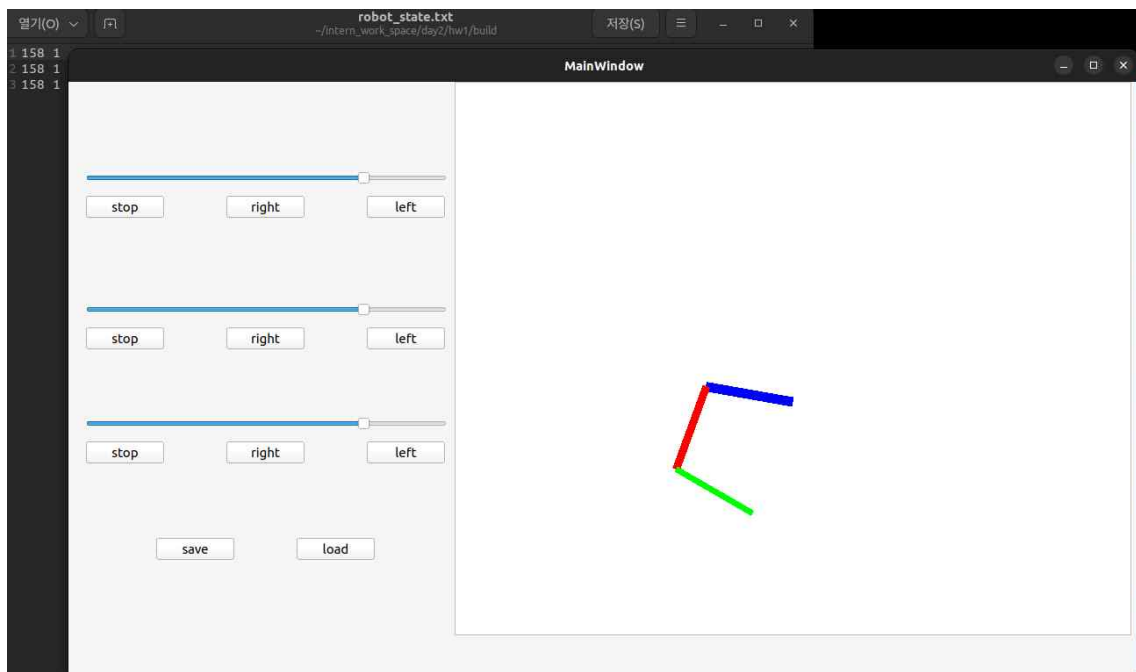 열기(O)
robot_state.txt
~/intern_work_space/day2/hw1/build
저장(S)
1 158 1
2 158 1
3 158 1
MainWindow
stop right left
stop right left
stop right left
save load